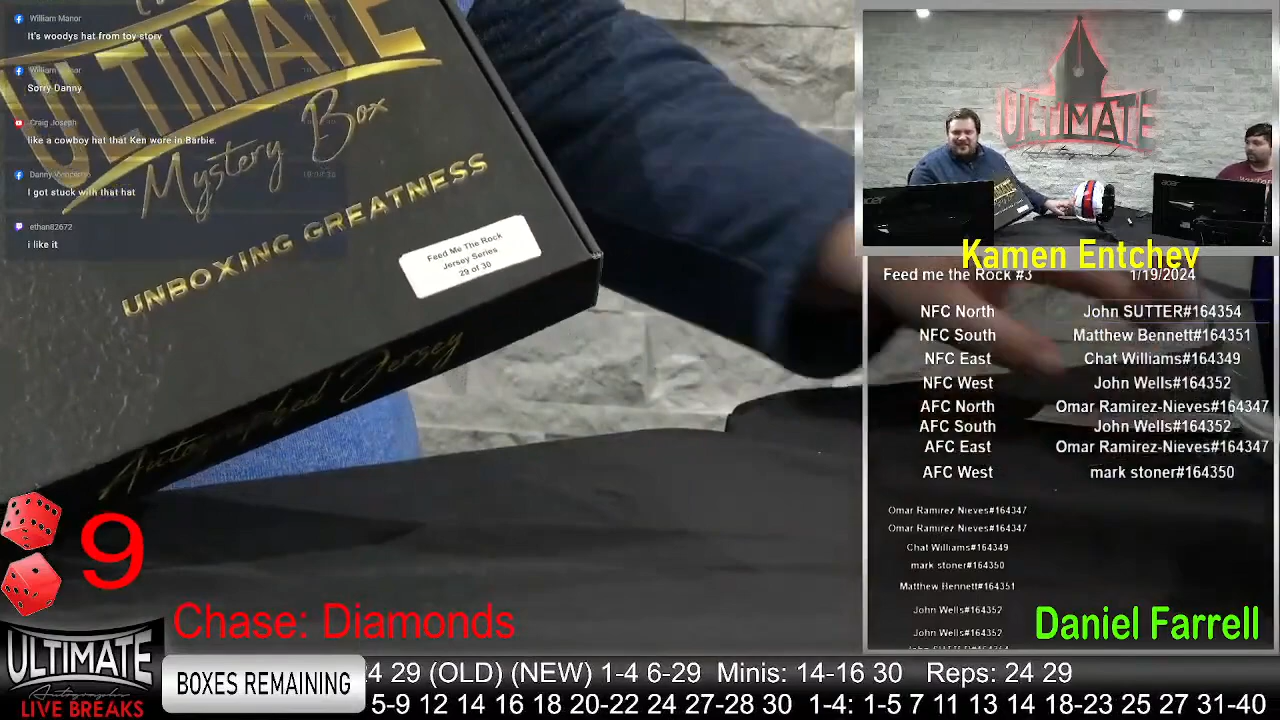 William Manor
It's woodys hat from toy story
William Manor
Sorry Danny
Craig Joseph
like a cowboy hat that Ken wore in Barbie.
Danny
I got stuck with that hat
ethan82672
i like it
ULTIMATE
Mystery Box
UNBOXING GREATNESS
Feed Me The Rock
Jersey Series
29 of 30
Autographed Jersey
ULTIMATE
acer
acer
Kamen Entchev
Feed me the Rock #3 1/19/2024
NFC North John SUTTER#164354
NFC South Matthew Bennett#164351
NFC East Chat Williams#164349
NFC West John Wells#164352
AFC North Omar Ramirez-Nieves#164347
AFC South John Wells#164352
AFC East Omar Ramirez-Nieves#164347
AFC West mark stoner#164350
Omar Ramirez Nieves#164347
Omar Ramirez Nieves#164347
Chat Williams#164349
mark stoner#164350
Matthew Bennett#164351
John Wells#164352
John Wells#164352
Daniel Farrell
9
Chase: Diamonds
ULTIMATE
Autographs
LIVE BREAKS
BOXES REMAINING
4 29 (OLD) (NEW) 1-4 6-29 Minis: 14-16 30 Reps: 24 29
5-9 12 14 16 18 20-22 24 27-28 30 1-4: 1-5 7 11 13 14 18-23 25 27 31-40